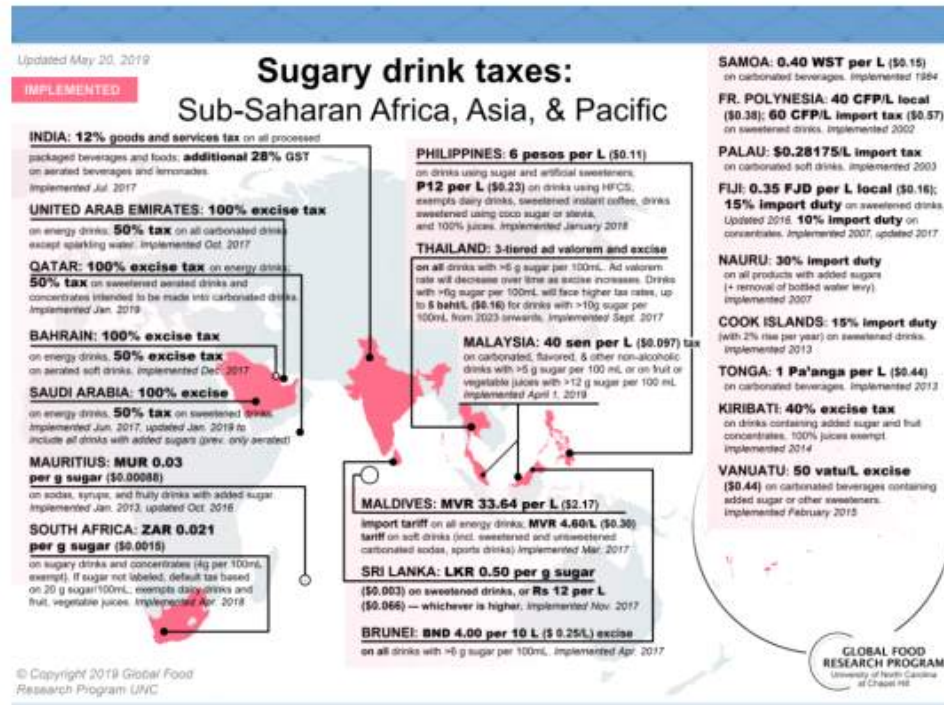 Updated May 20, 2019
IMPLEMENTED
Sugary drink taxes:
Sub-Saharan Africa, Asia, & Pacific
INDIA: 12% goods and services tax on all processed
packaged beverages and foods; additional 28% GST
on aerated beverages and lemonades.
Implemented Jul. 2017
UNITED ARAB EMIRATES: 100% excise tax
on energy drinks; 50% tax on all carbonated drinks
except sparkling water. Implemented Oct. 2017
QATAR: 100% excise tax on energy drinks;
50% tax on sweetened aerated drinks and
concentrates intended to be made into carbonated drinks.
Implemented Jan. 2019
BAHRAIN: 100% excise tax
on energy drinks, 50% excise tax
on aerated soft drinks. Implemented Dec. 2017
SAUDI ARABIA: 100% excise
on energy drinks, 50% tax on sweetened drinks
Implemented Jun. 2017, updated Jan. 2019 to
include all drinks with added sugars (prev. only aerated)
MAURITIUS: MUR 0.03
per g sugar ($0.00088)
on sodas, syrups, and fruity drinks with added sugar.
Implemented Jan. 2013, updated Oct. 2016
SOUTH AFRICA: ZAR 0.021
per g sugar ($0.0015)
on sugary drinks and concentrates (4g per 100mL
exempt). If sugar not labeled, default tax based
on 20 g sugar/100mL; exempts dairy drinks and
fruit, vegetable juices. Implemented Apr. 2018
© Copyright 2019 Global Food
Research Program UNC
PHILIPPINES: 6 pesos per L ($0.11)
on drinks using sugar and artificial sweeteners,
P12 per L ($0.23) on drinks using HFCS,
exempts dairy drinks, sweetened instant coffee, drinks
sweetened using coco sugar or stevia,
and 100% juices. Implemented January 2018
THAILAND: 3-tiered ad valorem and excise
on all drinks with >6 g sugar per 100mL. Ad valorem
rate will decrease over time as excise increases. Drinks
with >6g sugar per 100mL will face higher tax rates, up
to 5 baht/L ($0.16) for drinks with >10g sugar per
100mL, from 2023 onwards. Implemented Sept. 2017
MALAYSIA: 40 sen per L ($0.097) tax
on carbonated, flavored, & other non-alcoholic
drinks with >5 g sugar per 100 mL or on fruit or
vegetable juices with >12 g sugar per 100 mL
Implemented April 1, 2019
MALDIVES: MVR 33.64 per L ($2.17)
import tariff on all energy drinks; MVR 4.60/L ($0.30)
tariff on soft drinks (incl. sweetened and unsweetened
carbonated sodas, sports drinks) Implemented Mar. 2017
SRI LANKA: LKR 0.50 per g sugar
($0.003) on sweetened drinks, or Rs 12 per L
($0.066) — whichever is higher. Implemented Nov. 2017
BRUNEI: BND 4.00 per 10 L ($ 0.25/L) excise
on all drinks with >6 g sugar per 100mL. Implemented Apr. 2017
SAMOA: 0.40 WST per L ($0.15)
on carbonated beverages. Implemented 1984
FR. POLYNESIA: 40 CFP/L local
($0.38); 60 CFP/L import tax ($0.57)
on sweetened drinks. Implemented 2002
PALAU: $0.28175/L import tax
on carbonated soft drinks. Implemented 2003
FIJI: 0.35 FJD per L local ($0.16);
15% import duty on sweetened drinks.
Updated 2016. 10% import duty on
concentrates. Implemented 2007, updated 2017
NAURU: 30% import duty
on all products with added sugars
(+ removal of bottled water levy).
Implemented 2007
COOK ISLANDS: 15% import duty
(with 2% rise per year) on sweetened drinks.
Implemented 2013
TONGA: 1 Pa'anga per L ($0.44)
on carbonated beverages. Implemented 2013
KIRIBATI: 40% excise tax
on drinks containing added sugar and fruit
concentrates, 100% juices exempt.
Implemented 2014
VANUATU: 50 vatu/L excise
($0.44) on carbonated beverages containing
added sugar or other sweeteners.
Implemented February 2015
GLOBAL FOOD
RESEARCH PROGRAM
University of North Carolina
at Chapel Hill